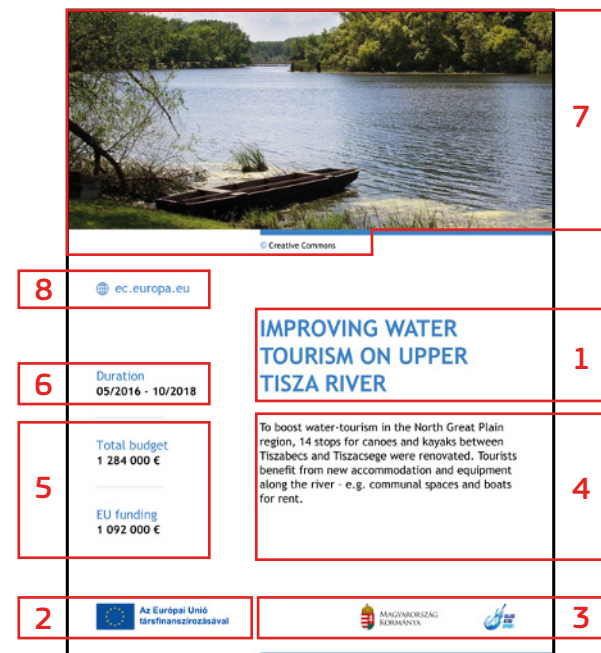 7
© Creative Commons
8
ec.europa.eu
IMPROVING WATER
TOURISM ON UPPER
TISZA RIVER
1
6
Duration
05/2016 - 10/2018
To boost water-tourism in the North Great Plain
region, 14 stops for canoes and kayaks between
Tiszabecs and Tiszacsege were renovated. Tourists
benefit from new accommodation and equipment
along the river - e.g. communal spaces and boats
for rent.
4
5
Total budget
1 284 000 €
EU funding
1 092 000 €
2
Az Európai Unió
társfinanszírozásával
MAGYARORSZÁG
KORMÁNYA
3